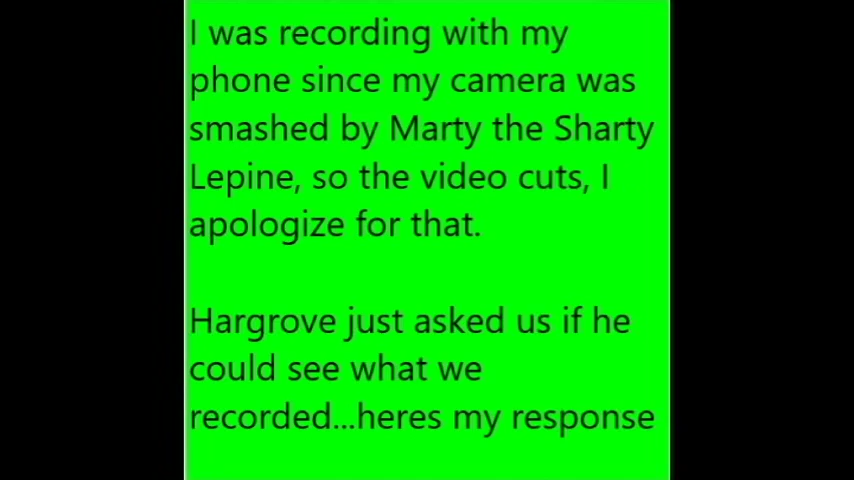 I was recording with my
phone since my camera was
smashed by Marty the Sharty
Lepine, so the video cuts, I
apologize for that.
Hargrove just asked us if he
could see what we
recorded...heres my response